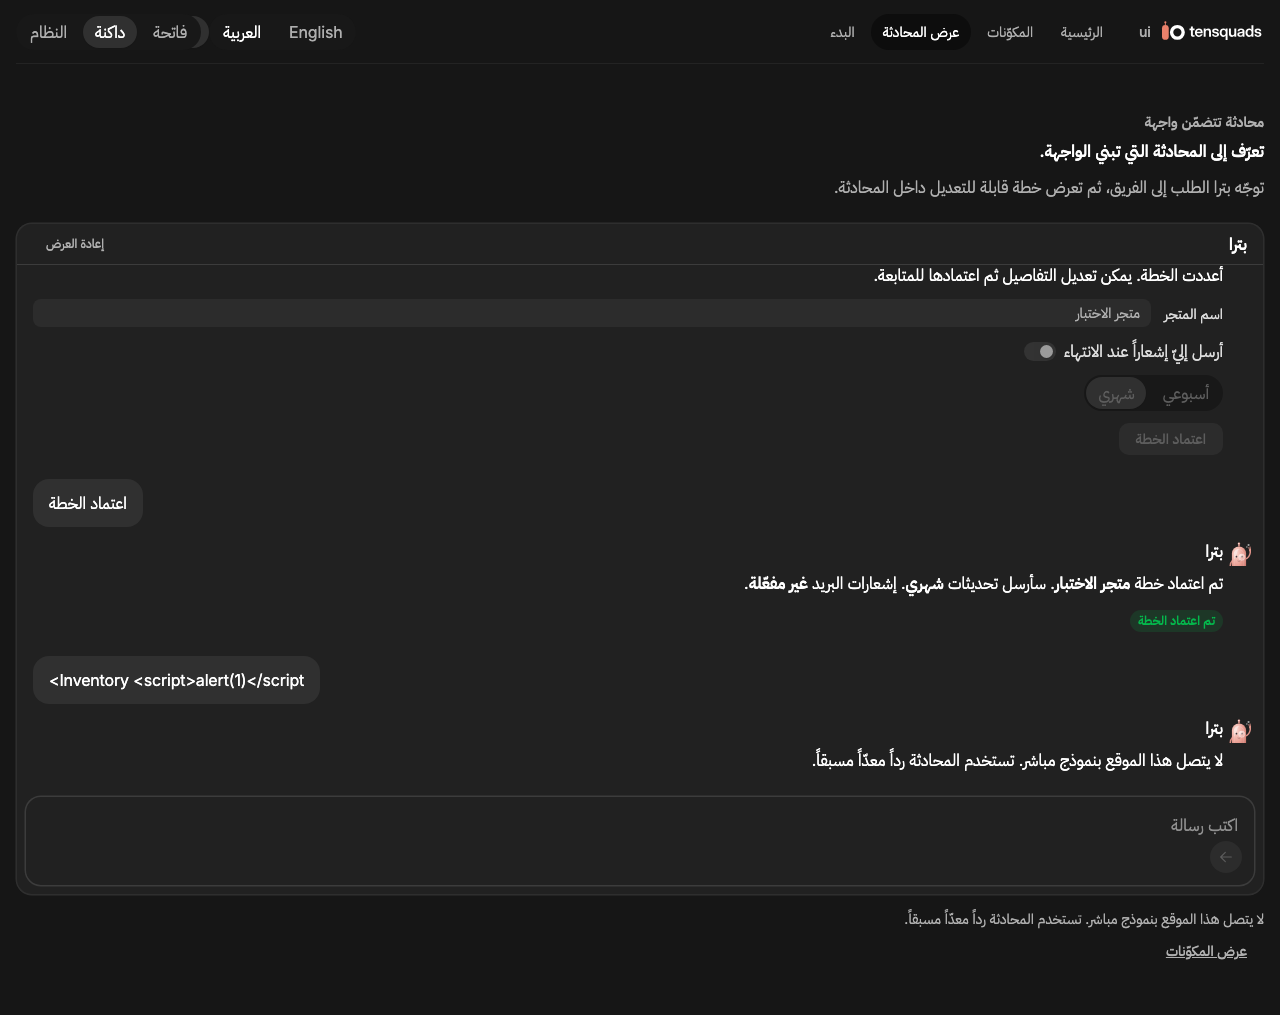 tensquads ui
الرئيسية
المكوّنات
عرض المحادثة
البدء
English
العربية
فاتحة
داكنة
النظام
محادثة تتضمّن واجهة
تعرّف إلى المحادثة التي تبني الواجهة.
توجّه بترا الطلب إلى الفريق، ثم تعرض خطة قابلة للتعديل داخل المحادثة.
بترا
إعادة العرض
أعددت الخطة. يمكن تعديل التفاصيل ثم اعتمادها للمتابعة.
اسم المتجر
متجر الاختبار
أرسل إليّ إشعاراً عند الانتهاء
أسبوعي
شهري
اعتماد الخطة
اعتماد الخطة
بترا
تم اعتماد خطة متجر الاختبار. سأرسل تحديثات شهري. إشعارات البريد غير مفعّلة.
تم اعتماد الخطة
<Inventory <script>alert(1)</script
بترا
لا يتصل هذا الموقع بنموذج مباشر. تستخدم المحادثة رداً معدّاً مسبقاً.
اكتب رسالة
لا يتصل هذا الموقع بنموذج مباشر. تستخدم المحادثة رداً معدّاً مسبقاً.
عرض المكوّنات